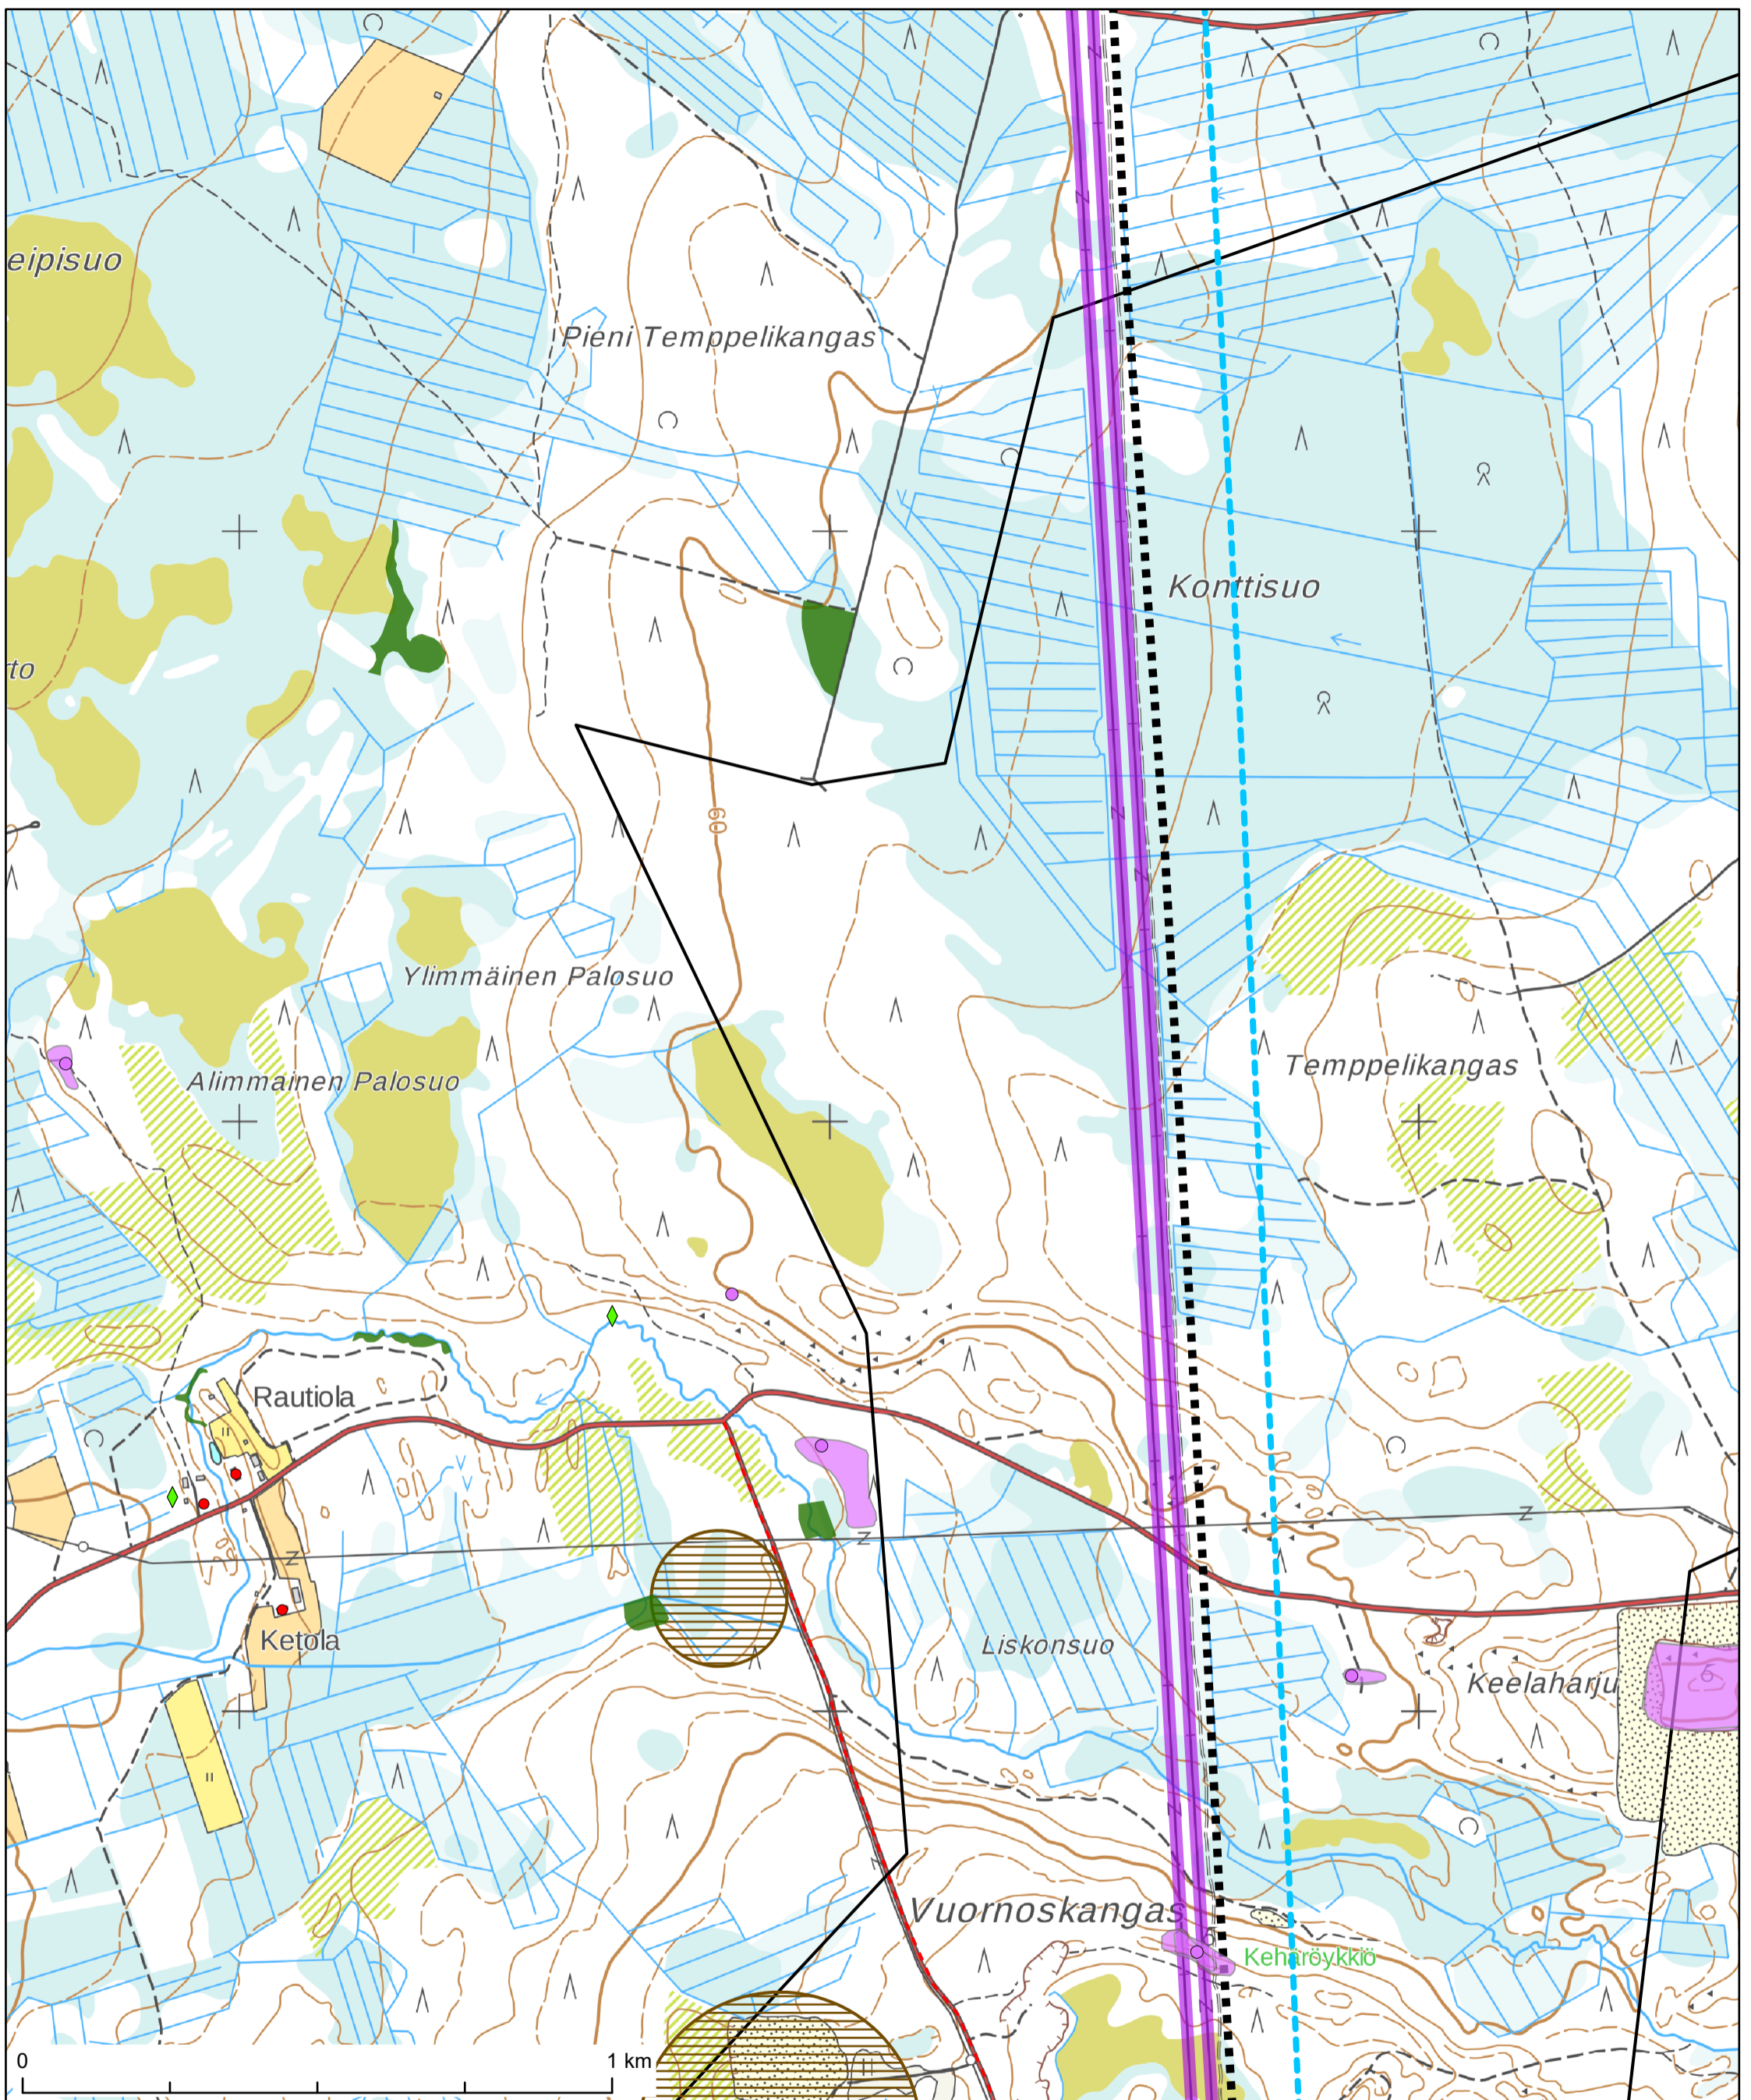 eipisuo
Pieni Temppelikangas
Konttisuo
to
60
Ylimmäinen Palosuo
Temppelikangas
Alimmainen Palosuo
Rautiola
Ketola
Liskonsuo
Keelaharju
Vuornoskangas
Kehäröykkiö
0
1 km